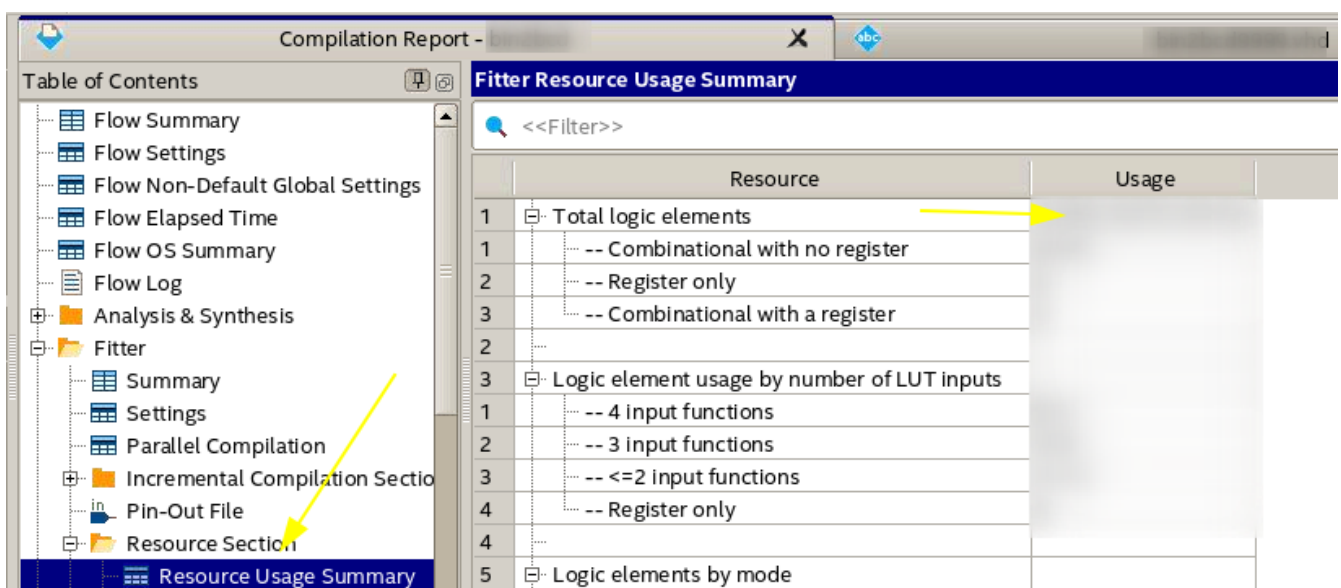 Compilation Report -
abc
hd
Table of Contents
Fitter Resource Usage Summary
Flow Summary
<<Filter>>
Flow Settings
Resource Usage
Flow Non-Default Global Settings
1 Total logic elements
Flow Elapsed Time
1 -- Combinational with no register
Flow OS Summary
2 -- Register only
Flow Log
3 -- Combinational with a register
Analysis & Synthesis
2
Fitter
3 Logic element usage by number of LUT inputs
Summary
1 -- 4 input functions
Settings
2 -- 3 input functions
Parallel Compilation
3 -- <=2 input functions
Incremental Compilation Sectio
4 -- Register only
in Pin-Out File
4
Resource Section
5 Logic elements by mode
Resource Usage Summary